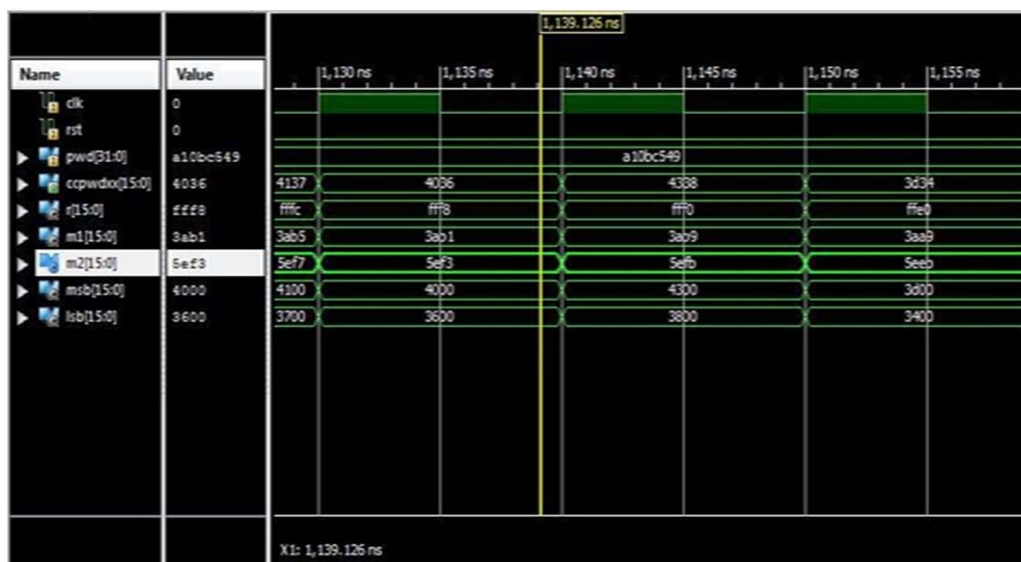 1,139.126 ns
Name Value 1,130 ns 1,135 ns 1,140 ns 1,145 ns 1,150 ns 1,155 ns
clk 0
rst 0
pwd[31:0] a10bc549 a10bc549
ccpwdxx[15:0] 4036 4137 4036 4338 3d34
r[15:0] fff8 fffc fff8 fff0 ffe0
m1[15:0] 3ab1 3ab5 3ab1 3ab9 3aa9
m2[15:0] 5ef3 5ef7 5ef3 5efb 5eeb
msb[15:0] 4000 4100 4000 4300 3d00
lsb[15:0] 3600 3700 3600 3800 3400
X1: 1,139.126 ns